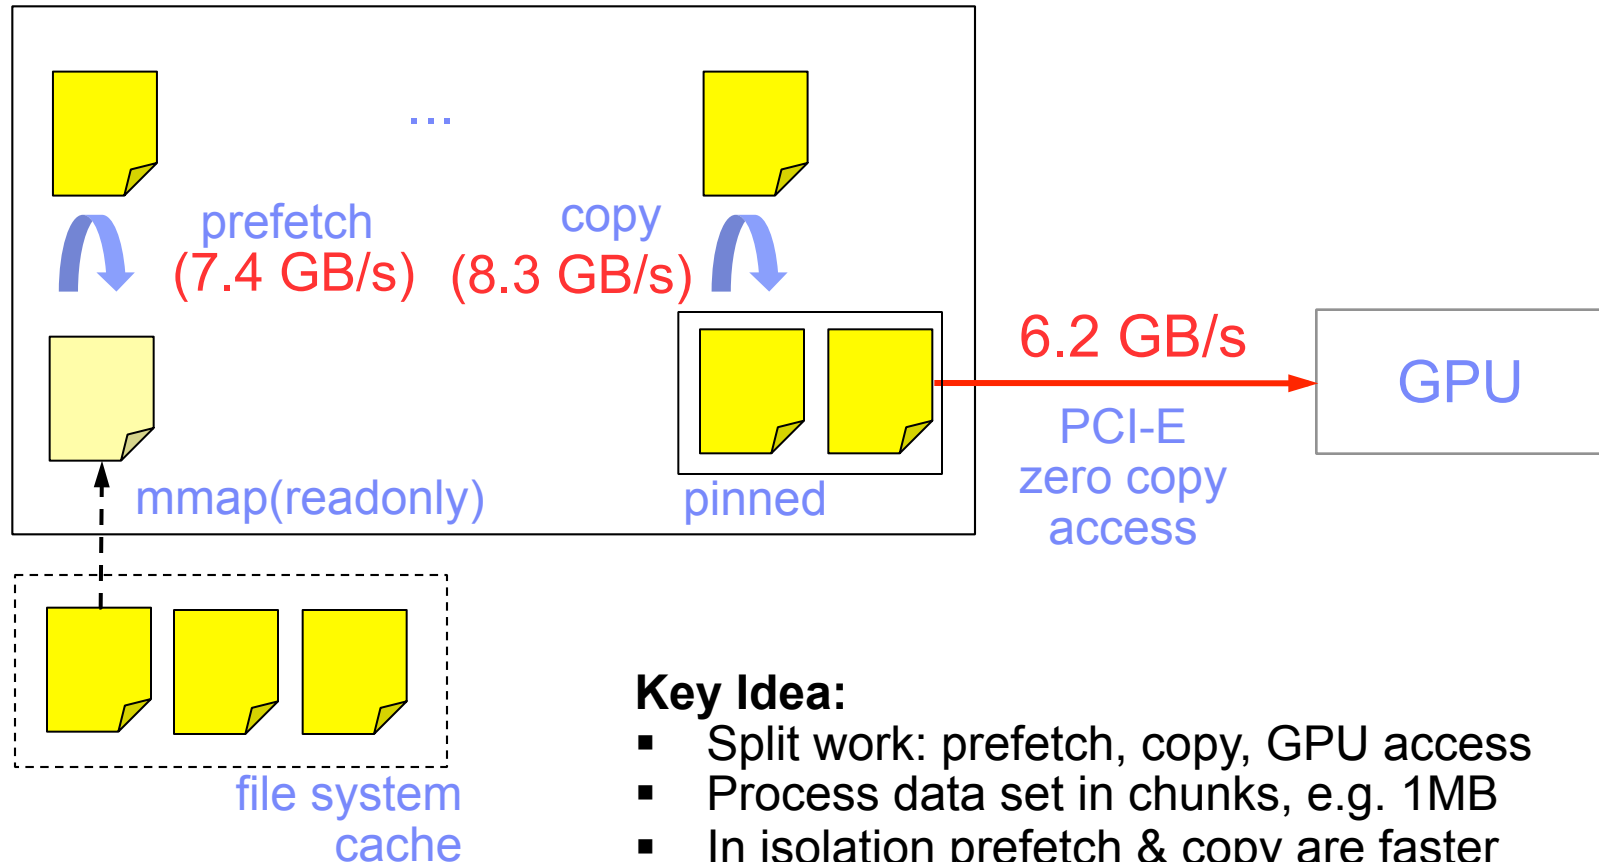 ...
prefetch
(7.4 GB/s)
copy
(8.3 GB/s)
6.2 GB/s
GPU
PCI-E
zero copy
access
mmap(readonly)
pinned
file system
cache
Key Idea:
▪ Split work: prefetch, copy, GPU access
▪ Process data set in chunks, e.g. 1MB
▪ In isolation prefetch & copy are faster